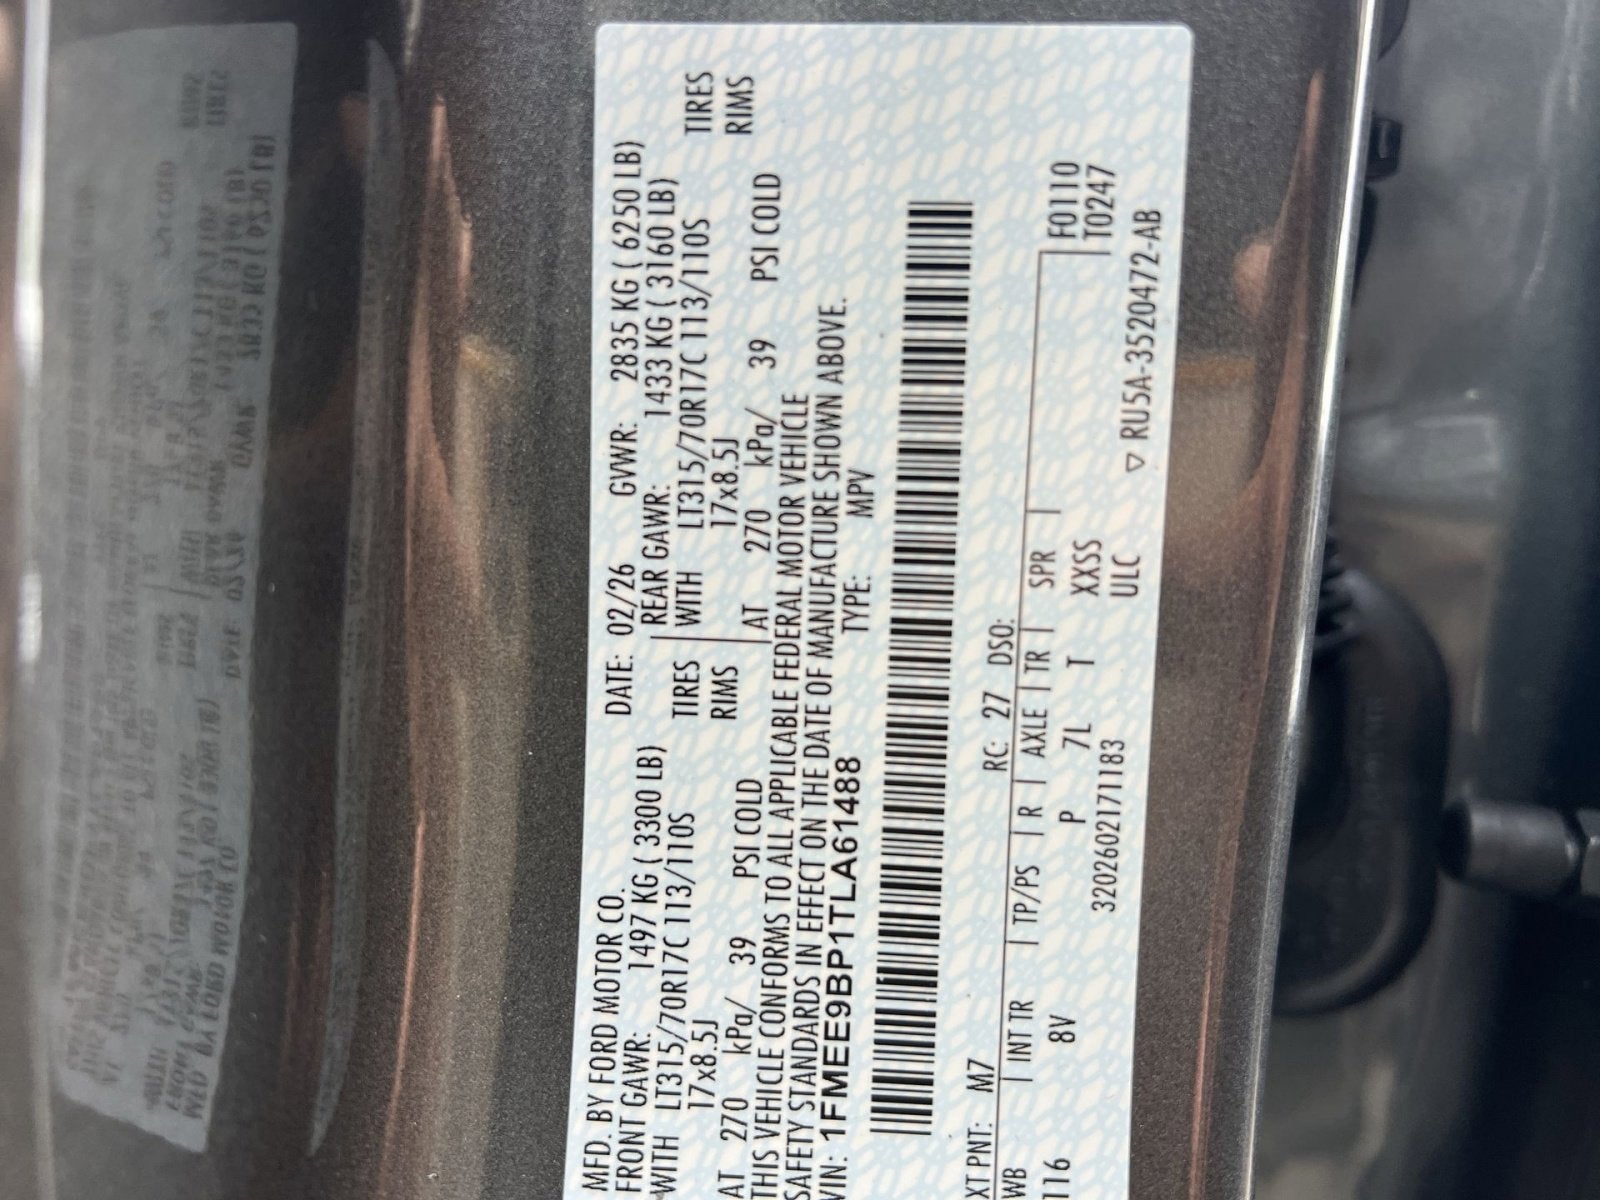 MFD. BY FORD MOTOR CO.
DATE: 02/26 GVWR: 2835 KG ( 6250 LB)
FRONT GAWR: 1497 KG ( 3300 LB) REAR GAWR: 1433 KG ( 3160 LB)
WITH LT315/70R17C 113/110S TIRES WITH LT315/70R17C 113/110S TIRES
17x8.5J RIMS 17x8.5J RIMS
AT 270 kPa/ 39 PSI COLD AT 270 kPa/ 39 PSI COLD
THIS VEHICLE CONFORMS TO ALL APPLICABLE FEDERAL MOTOR VEHICLE
SAFETY STANDARDS IN EFFECT ON THE DATE OF MANUFACTURE SHOWN ABOVE.
VIN: 1FMEE9BP1TLA61488 TYPE: MPV
XT PNT: M7 RC: 27 DSO:
WB INT TR TP/PS R AXLE TR SPR F0110
116 8V P 7L T XXSS T0247
320260217​1183 ULC
▽ RU5A-3520472-AB